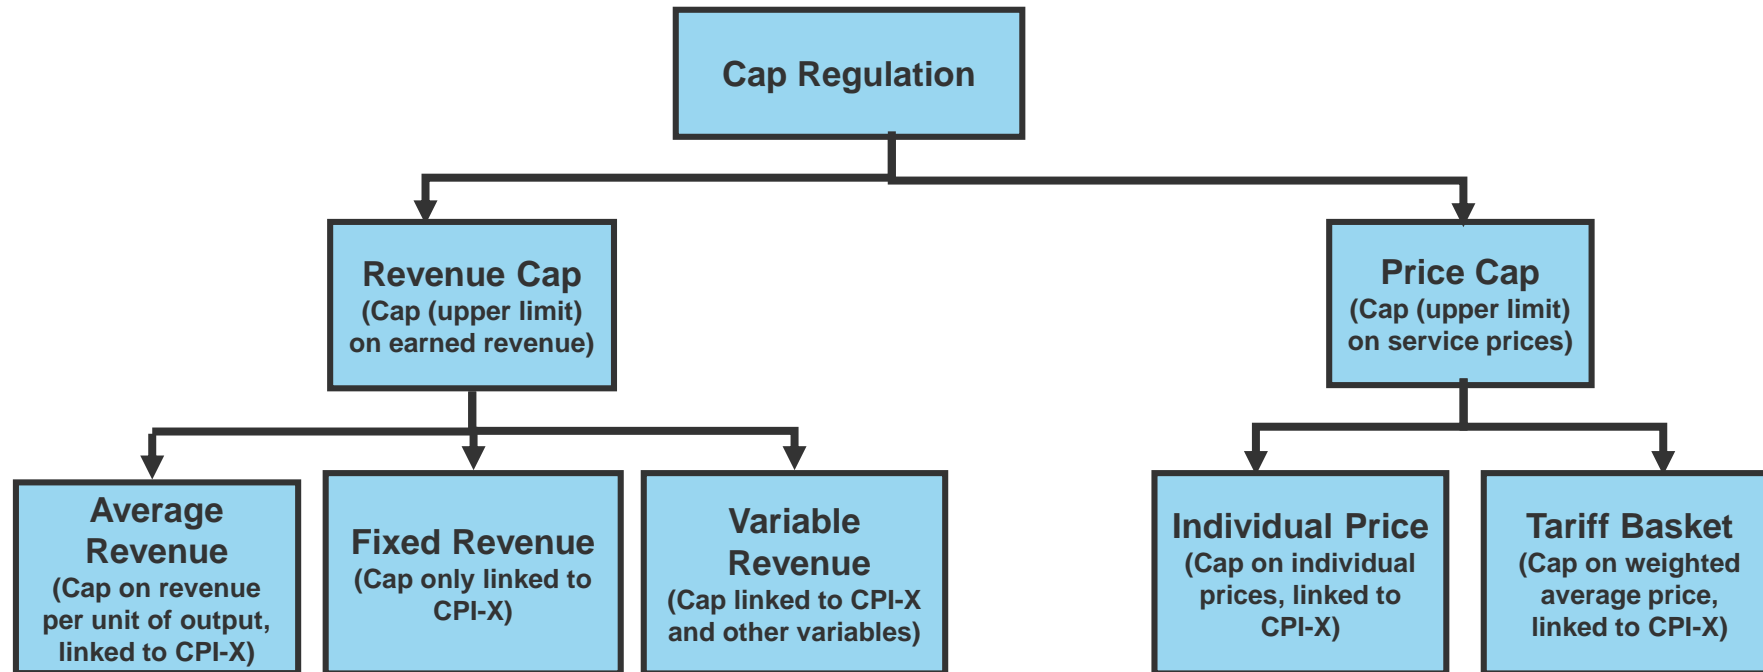 Cap Regulation
Revenue Cap
(Cap (upper limit)
on earned revenue)
Price Cap
(Cap (upper limit)
on service prices)
Average
Revenue
(Cap on revenue
per unit of output,
linked to CPI-X)
Fixed Revenue
(Cap only linked to
CPI-X)
Variable
Revenue
(Cap linked to CPI-X
and other variables)
Individual Price
(Cap on individual
prices, linked to
CPI-X)
Tariff Basket
(Cap on weighted
average price,
linked to CPI-X)